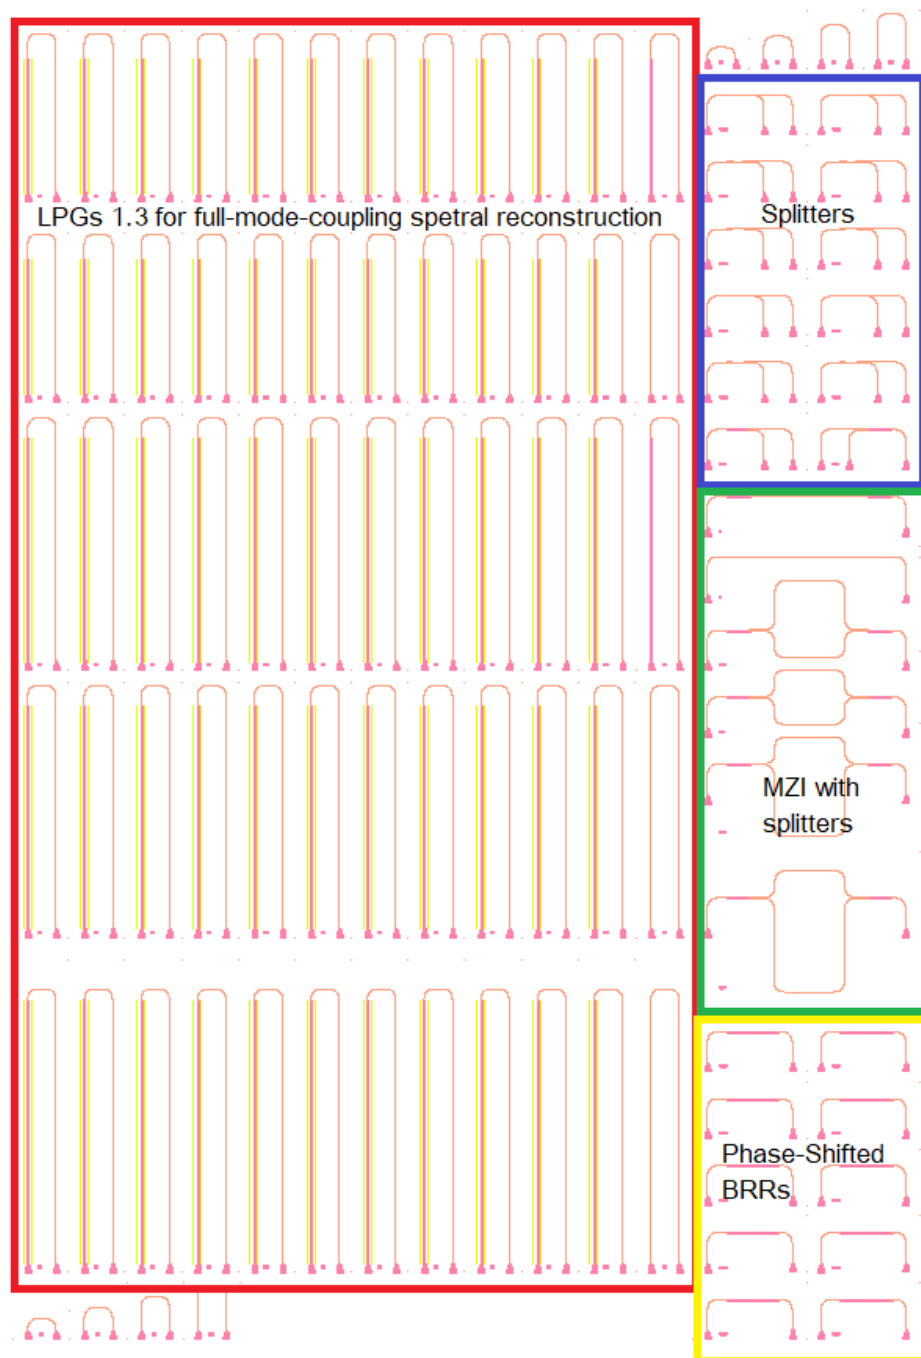 LPGs 1.3 for full-mode-coupling spetral reconstruction
Splitters
MZI with
splitters
Phase-Shifted
BRRs